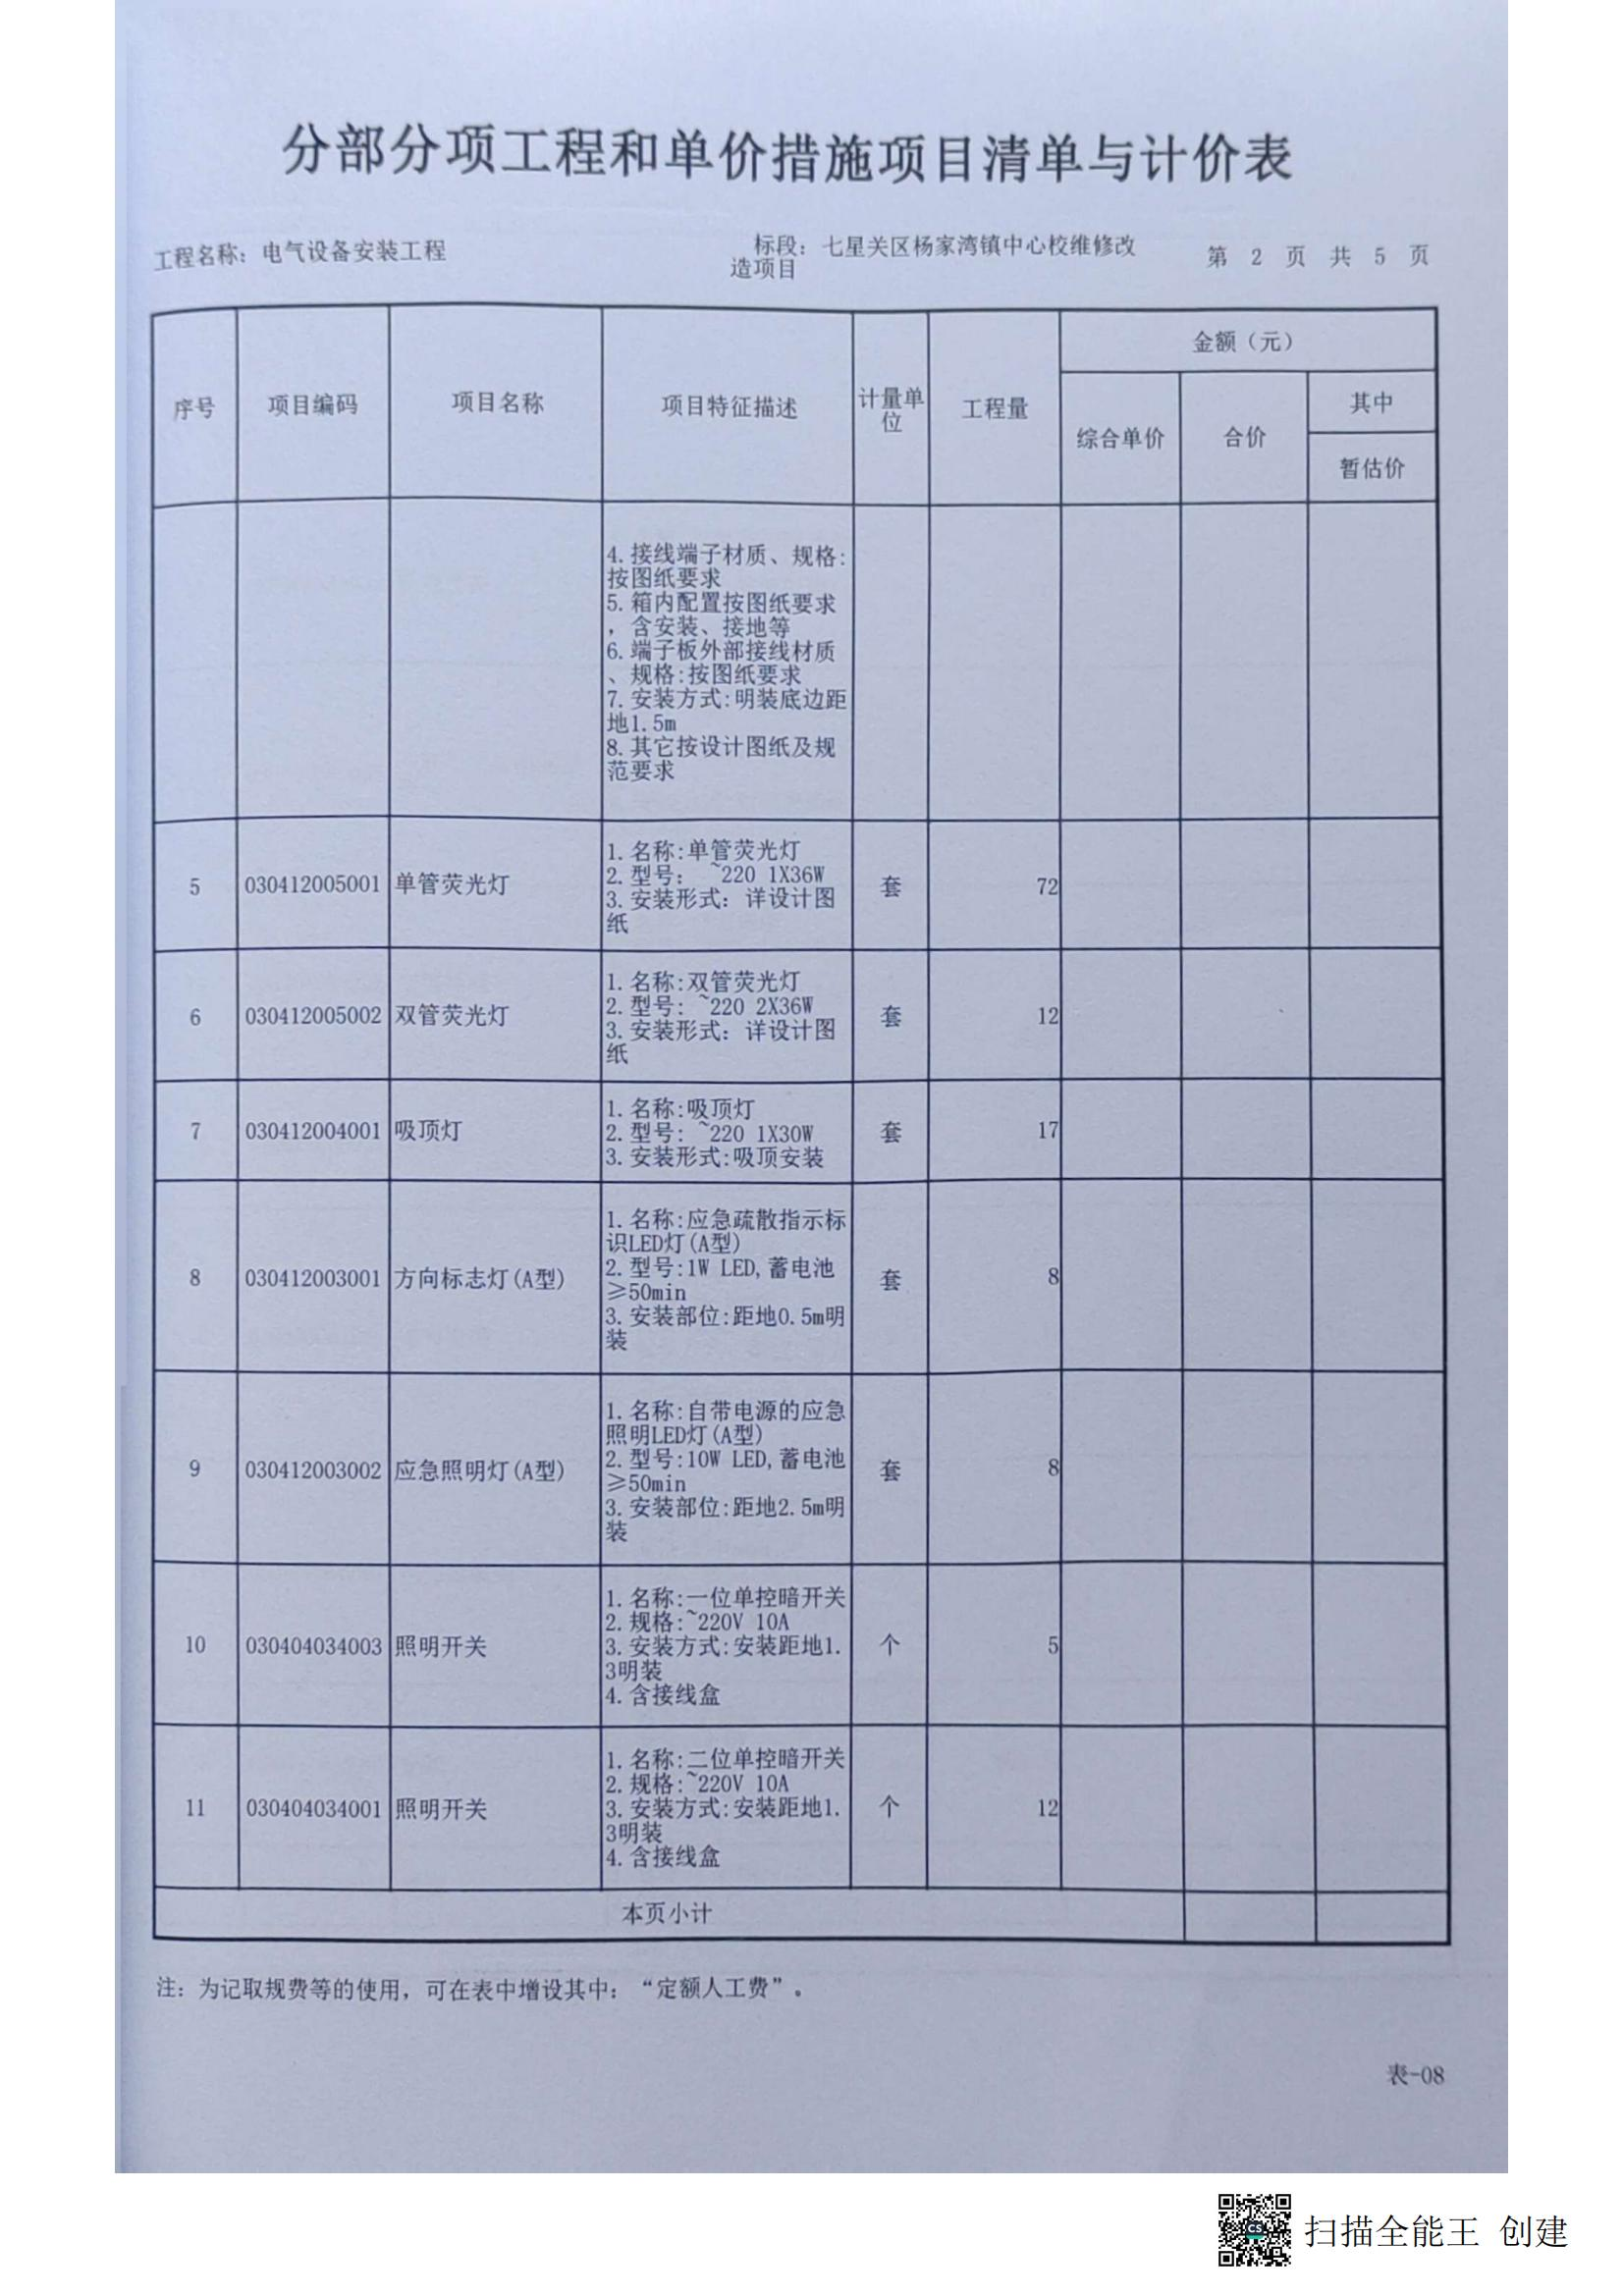 分部分项工程和单价措施项目清单与计价表
工程名称：电气设备安装工程
标段：七星关区杨家湾镇中心校维修改
造项目
第 2 页 共 5 页
序号
项目编码
项目名称
项目特征描述
计量单
位
工程量
金额（元）
综合单价
合价
其中
暂估价
4.接线端子材质、规格:
按图纸要求
5.箱内配置按图纸要求
，含安装、接地等
6.端子板外部接线材质
、规格:按图纸要求
7.安装方式:明装底边距
地1.5m
8.其它按设计图纸及规
范要求
5
030412005001
单管荧光灯
1.名称:单管荧光灯
2.型号： ~220 1X36W
3.安装形式：详设计图
纸
套
72
6
030412005002
双管荧光灯
1.名称:双管荧光灯
2.型号: ~220 2X36W
3.安装形式：详设计图
纸
套
12
7
030412004001
吸顶灯
1.名称:吸顶灯
2.型号: ~220 1X30W
3.安装形式:吸顶安装
套
17
8
030412003001
方向标志灯(A型)
1.名称:应急疏散指示标
识LED灯(A型)
2.型号:1W LED,蓄电池
≥50min
3.安装部位:距地0.5m明
装
套
8
9
030412003002
应急照明灯(A型)
1.名称:自带电源的应急
照明LED灯(A型)
2.型号:10W LED,蓄电池
≥50min
3.安装部位:距地2.5m明
装
套
8
10
030404034003
照明开关
1.名称:一位单控暗开关
2.规格:~220V 10A
3.安装方式:安装距地1.
3明装
4.含接线盒
个
5
11
030404034001
照明开关
1.名称:二位单控暗开关
2.规格:~220V 10A
3.安装方式:安装距地1.
3明装
4.含接线盒
个
12
本页小计
注：为记取规费等的使用，可在表中增设其中：“定额人工费”。
表-08
CS
扫描全能王 创建